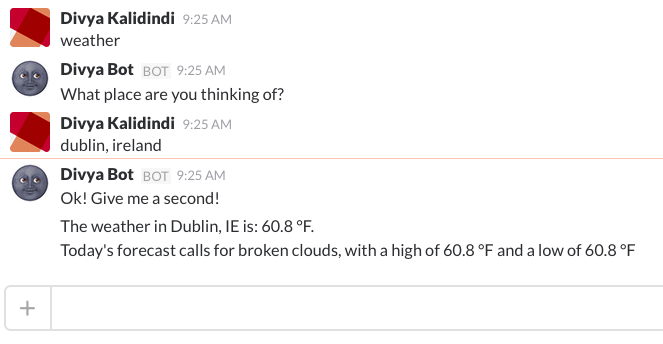 Divya Kalidindi 9:25 AM
weather
Divya Bot BOT 9:25 AM
What place are you thinking of?
Divya Kalidindi 9:25 AM
dublin, ireland
Divya Bot BOT 9:25 AM
Ok! Give me a second!
The weather in Dublin, IE is: 60.8 °F.
Today's forecast calls for broken clouds, with a high of 60.8 °F and a low of 60.8 °F
+